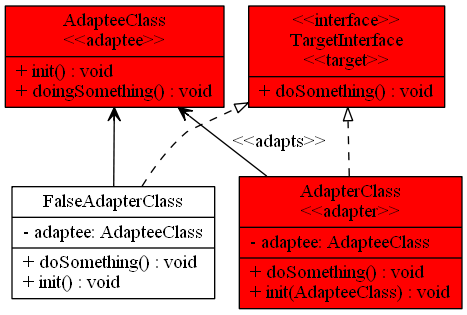 AdapteeClass
<<adaptee>>
+ init() : void
+ doingSomething() : void
<<interface>>
TargetInterface
<<target>>
+ doSomething() : void
<<adapts>>
FalseAdapterClass
- adaptee: AdapteeClass
+ doSomething() : void
+ init() : void
AdapterClass
<<adapter>>
- adaptee: AdapteeClass
+ doSomething() : void
+ init(AdapteeClass) : void